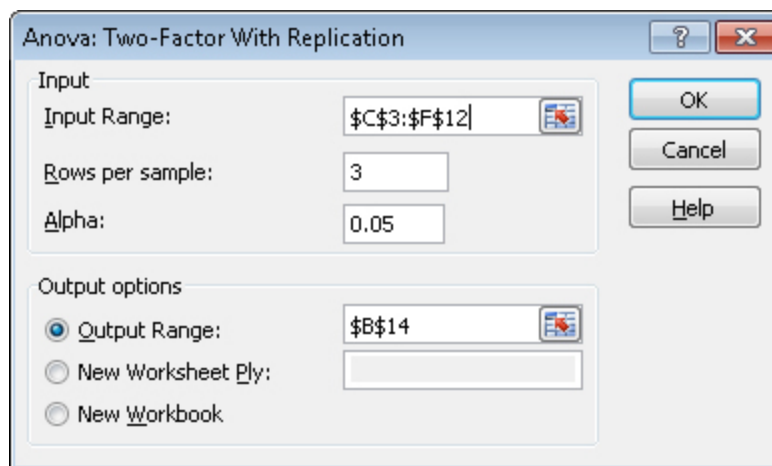 Anova: Two-Factor With Replication
Input
Input Range:
$C$3:$F$12
Rows per sample:
3
Alpha:
0.05
OK
Cancel
Help
Output options
Output Range:
$B$14
New Worksheet Ply:
New Workbook